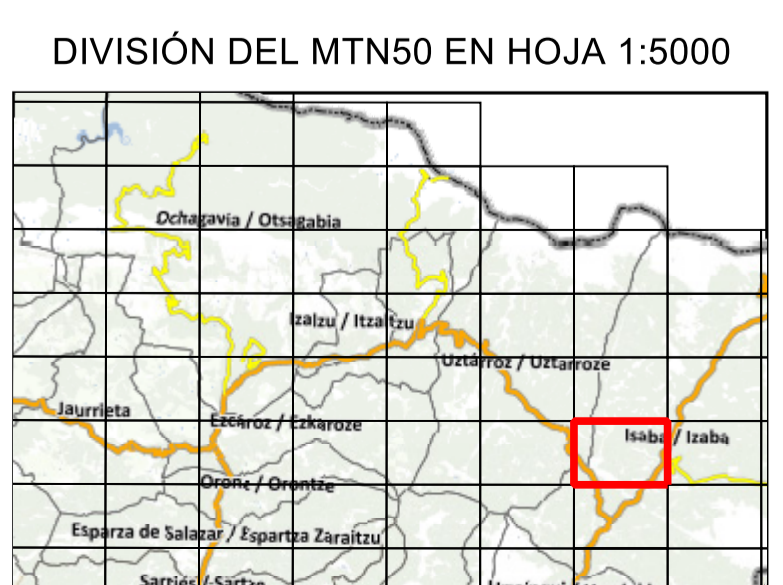 DIVISIÓN DEL MTN50 EN HOJA 1:5000
Ochagavía / Otsagabia
Izalzu / Itzaltzu
Uztárroz / Uztarroze
Jaurrieta
Ezcároz / Ezkaroze
Isaba / Izaba
Oronz / Orontze
Esparza de Salazar / Espartza Zaraitzu